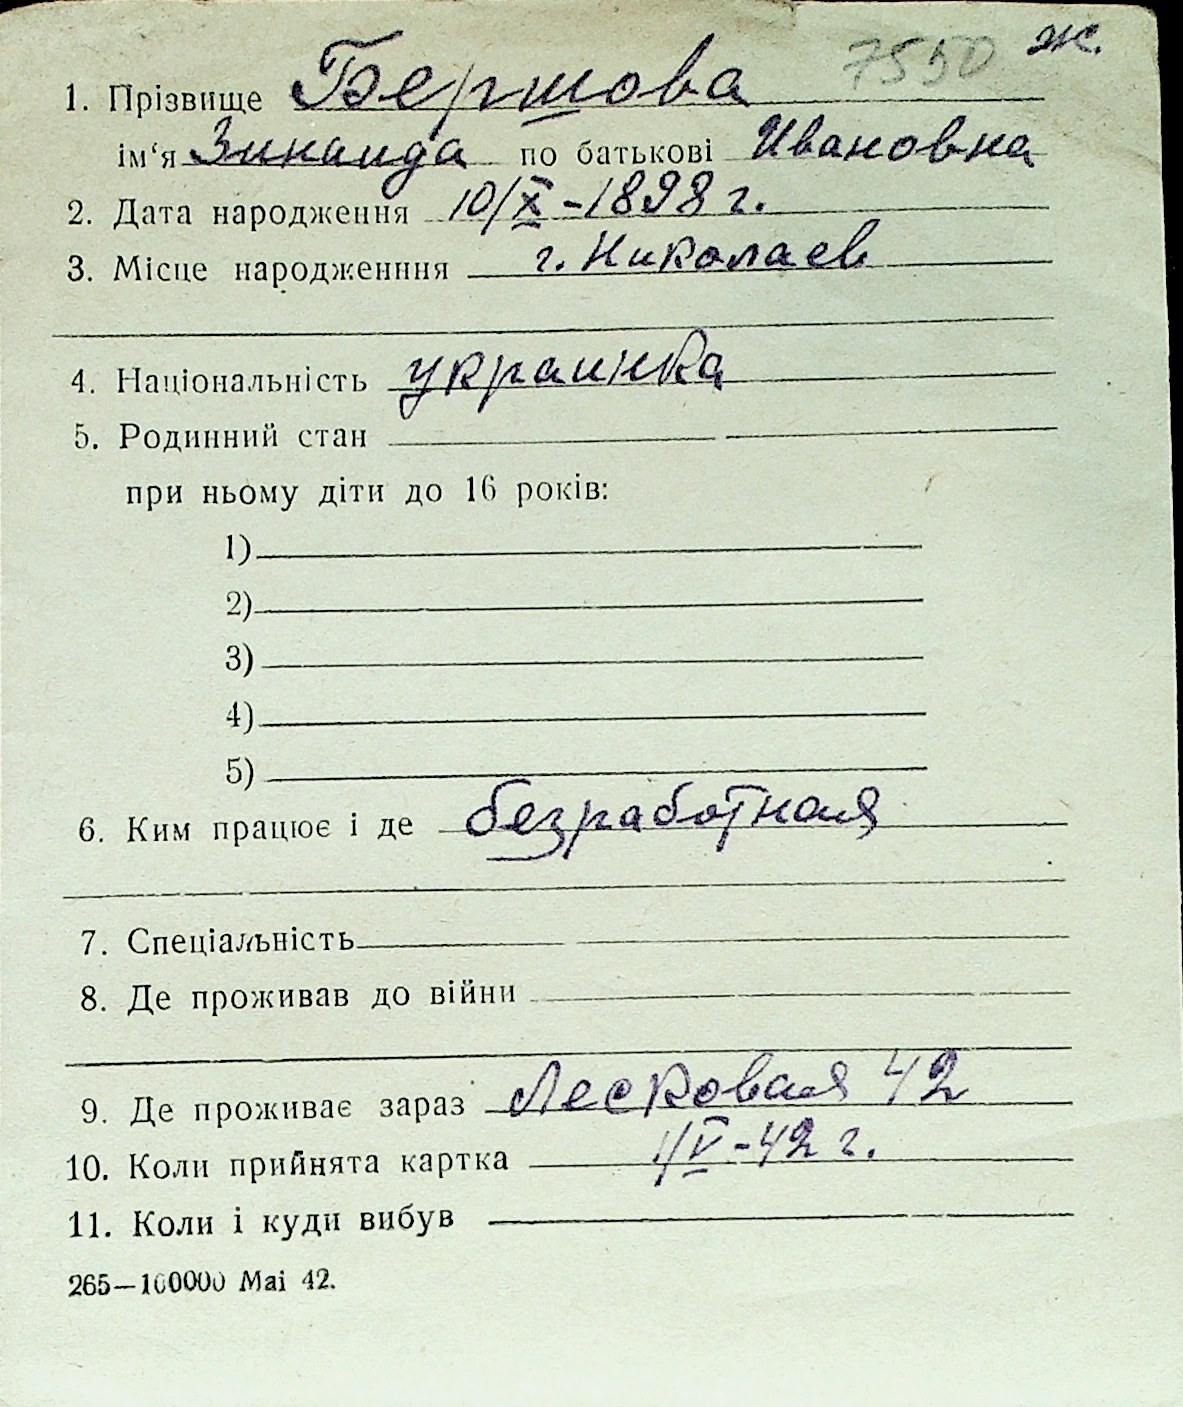 7550 ж.
1. Прізвище Бершова
ім‘я Зинаида по батькові Ивановна
2. Дата народження 10/X-1898 г.
3. Місце народженння г. Николаев
4. Національність украинка
5. Родинний стан
при ньому діти до 16 років:
1)
2)
3)
4)
5)
6. Ким працює і де безработная
7. Спеціальність
8. Де проживав до війни
9. Де проживає зараз Лесковая 42
10. Коли прийнята картка 1/V-42 г.
11. Коли і куди вибув
265—100000 Mai 42.